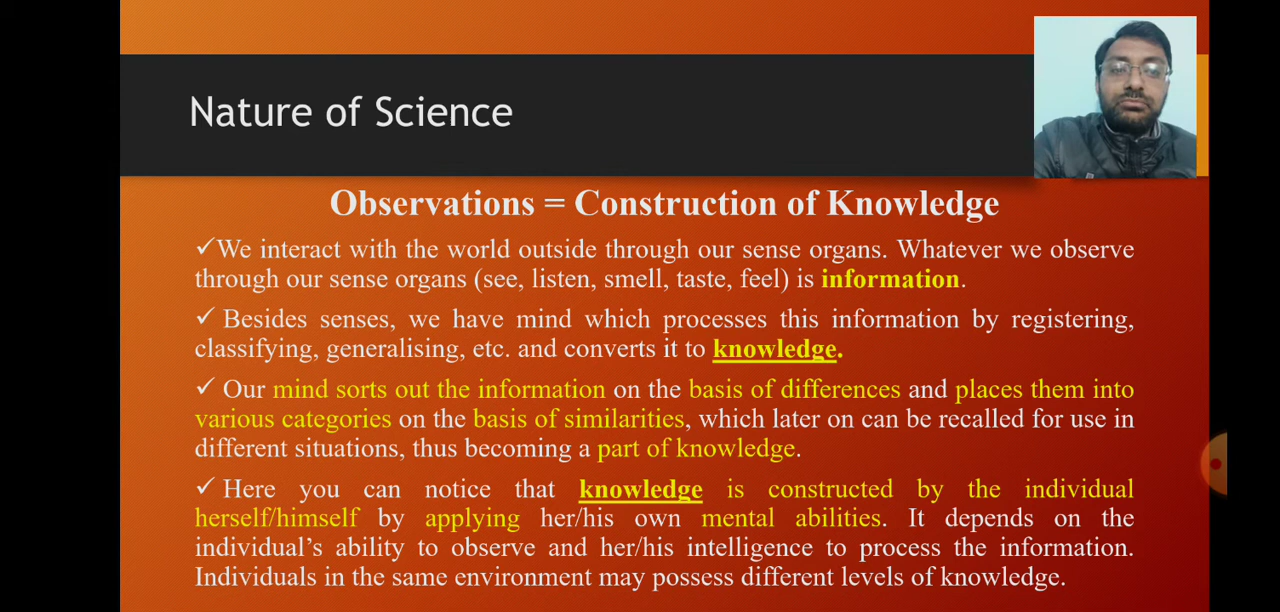 Nature of Science
Observations = Construction of Knowledge
✓We interact with the world outside through our sense organs. Whatever we observe
through our sense organs (see, listen, smell, taste, feel) is information.
✓ Besides senses, we have mind which processes this information by registering,
classifying, generalising, etc. and converts it to knowledge.
✓ Our mind sorts out the information on the basis of differences and places them into
various categories on the basis of similarities, which later on can be recalled for use in
different situations, thus becoming a part of knowledge.
✓ Here you can notice that knowledge is constructed by the individual
herself/himself by applying her/his own mental abilities. It depends on the
individual's ability to observe and her/his intelligence to process the information.
Individuals in the same environment may possess different levels of knowledge.